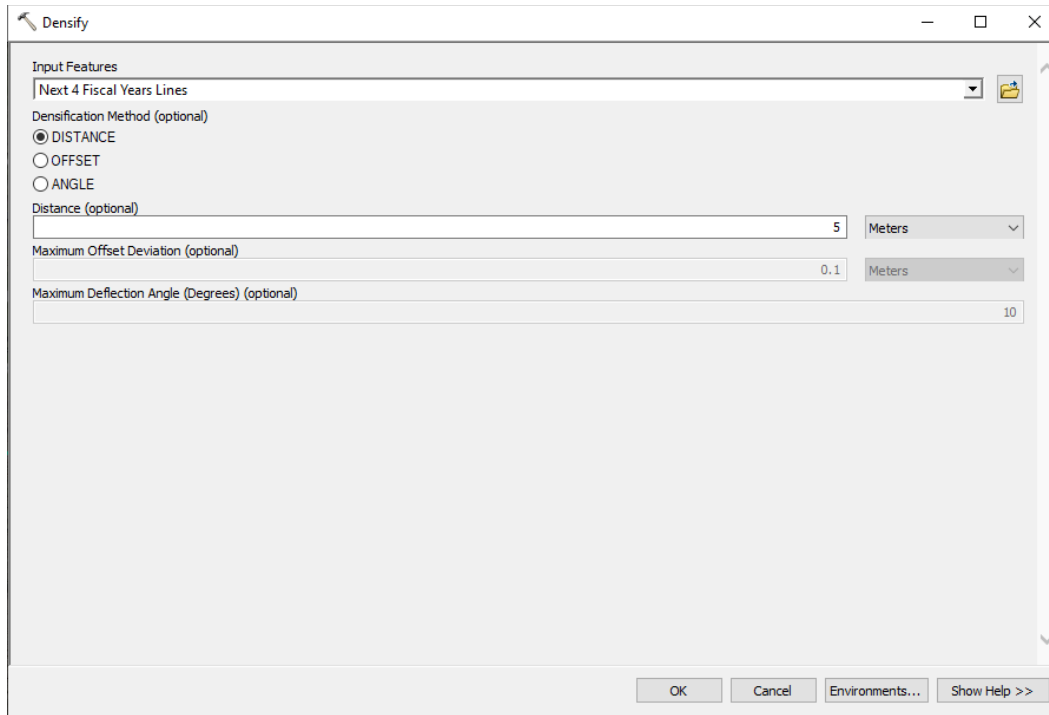 Densify
Input Features
Next 4 Fiscal Years Lines
Densification Method (optional)
DISTANCE
OFFSET
ANGLE
Distance (optional)
5 Meters
Maximum Offset Deviation (optional)
0.1 Meters
Maximum Deflection Angle (Degrees) (optional)
10
OK Cancel Environments... Show Help >>